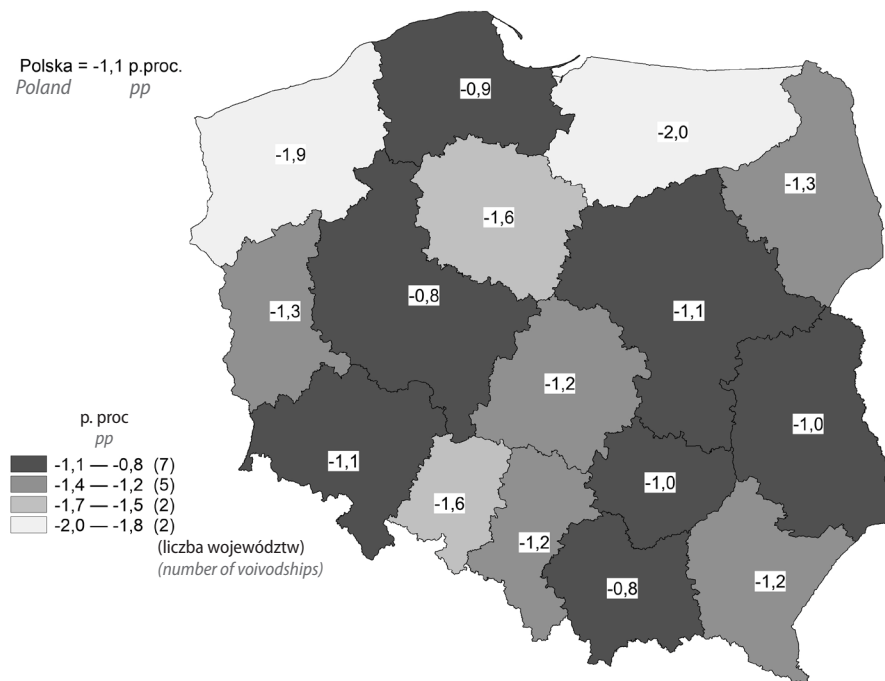 Polska = -1,1 p.proc.
Poland pp
-0,9
-2,0
-1,9
-1,3
-1,6
-0,8
-1,3
-1,1
-1,2
-1,0
-1,1
-1,0
-1,6
-1,2
-0,8
-1,2
p. proc
pp
-1,1 — -0,8 (7)
-1,4 — -1,2 (5)
-1,7 — -1,5 (2)
-2,0 — -1,8 (2)
(liczba województw)
(number of voivodships)